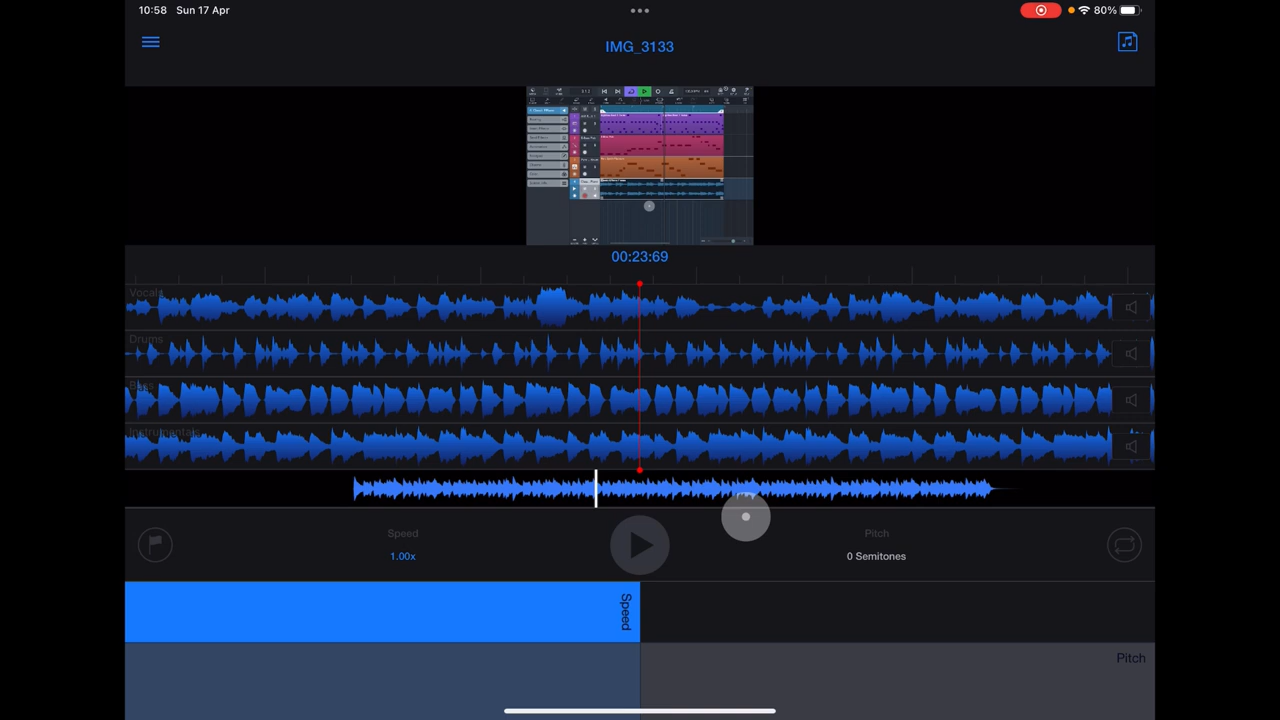 10:58 Sun 17 Apr
80%
IMG_3133
00:23:69
Vocals
Drums
Bass
Instrumentals
Speed
Pitch
1.00x
0 Semitones
Speed
Pitch